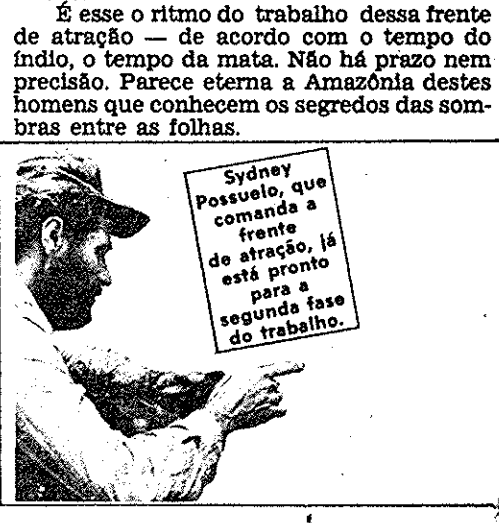 É esse o ritmo do trabalho dessa frente
de atração — de acordo com o tempo do
índio, o tempo da mata. Não há prazo nem
precisão. Parece eterna a Amazônia destes
homens que conhecem os segredos das som-
bras entre as folhas.
Sydney
Possuelo, que
comanda a
frente
de atração, já
está pronto
para a
segunda fase
do trabalho.